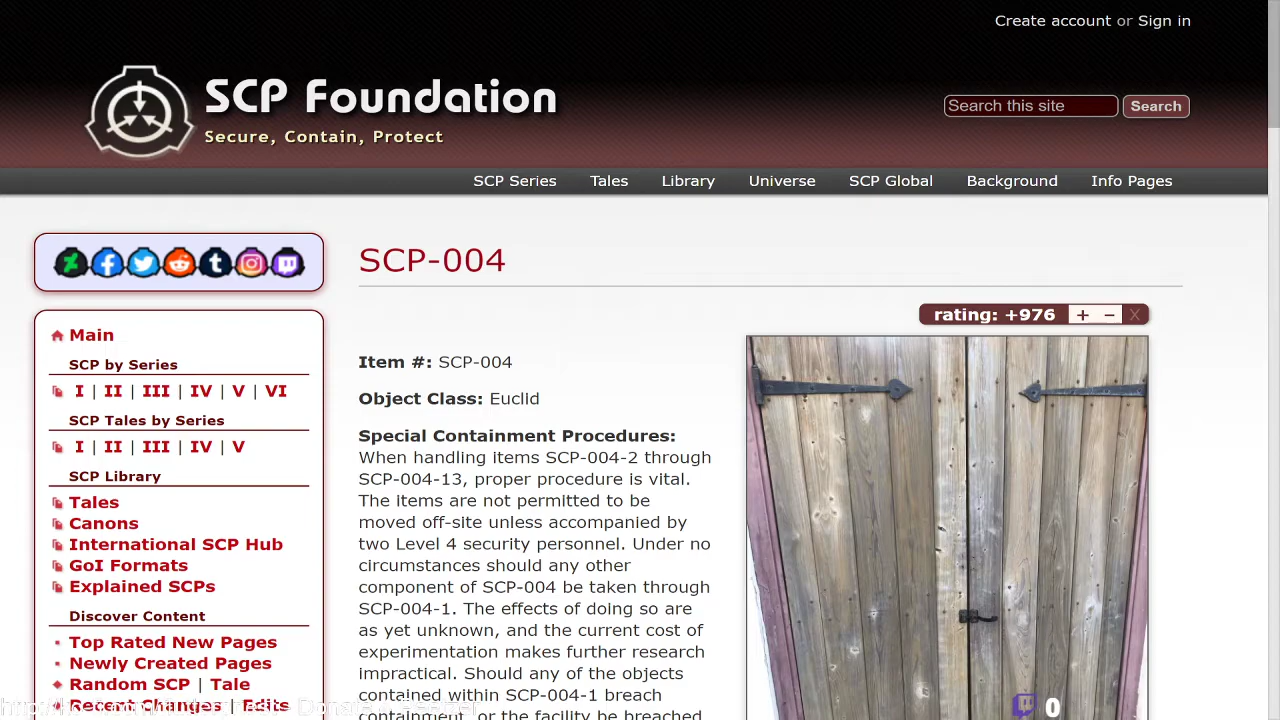 Create account or Sign in
SCP Foundation
Secure, Contain, Protect
Search this site
Search
SCP Series Tales Library Universe SCP Global Background Info Pages
SCP-004
rating: +976 + – X
Main
SCP by Series
I | II | III | IV | V | VI
SCP Tales by Series
I | II | III | IV | V
SCP Library
Tales
Canons
International SCP Hub
GoI Formats
Explained SCPs
Discover Content
Top Rated New Pages
Newly Created Pages
Random SCP | Tale
Recent Changes | Edits
Item #: SCP-004
Object Class: Euclid
Special Containment Procedures:
When handling items SCP-004-2 through
SCP-004-13, proper procedure is vital.
The items are not permitted to be
moved off-site unless accompanied by
two Level 4 security personnel. Under no
circumstances should any other
component of SCP-004 be taken through
SCP-004-1. The effects of doing so are
as yet unknown, and the current cost of
experimentation makes further research
impractical. Should any of the objects
contained within SCP-004-1 breach
containment, or the facility be breached
0